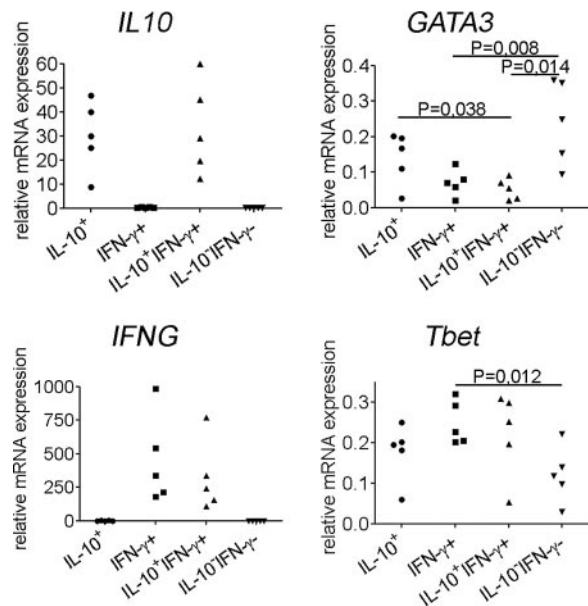 IL10
relative mRNA expression
60
50
40
30
20
10
0
IL-10⁺
IFN-γ+
IL-10⁺IFN-γ+
IL-10⁻IFN-γ-
GATA3
relative mRNA expression
P=0,008
P=0,014
P=0,038
0.4
0.3
0.2
0.1
0.0
IL-10⁺
IFN-γ+
IL-10⁺IFN-γ+
IL-10⁻IFN-γ-
IFNG
relative mRNA expression
1000
750
500
250
0
IL-10⁺
IFN-γ+
IL-10⁺IFN-γ+
IL-10⁻IFN-γ-
Tbet
relative mRNA expression
P=0,012
0.3
0.2
0.1
0.0
IL-10⁺
IFN-γ+
IL-10⁺IFN-γ+
IL-10⁻IFN-γ-